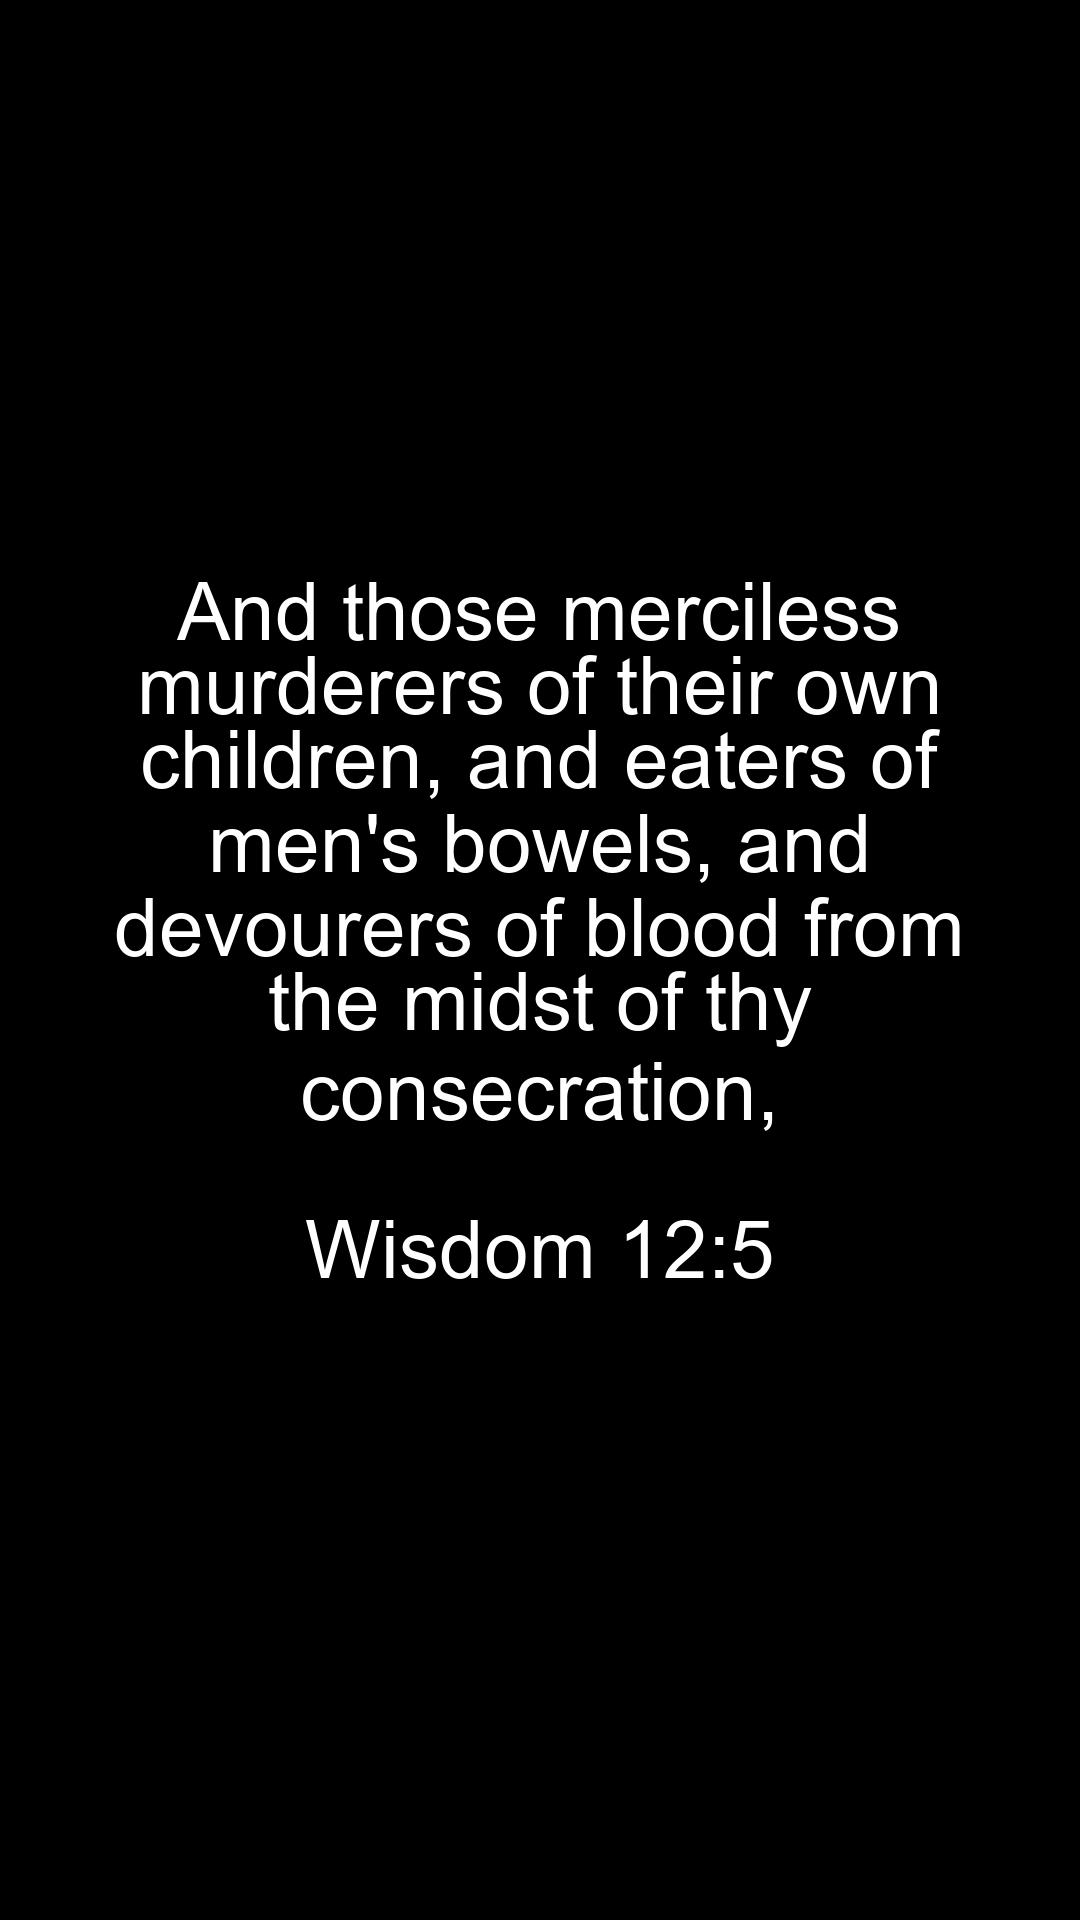 And those merciless
murderers of their own
children, and eaters of
men's bowels, and
devourers of blood from
the midst of thy
consecration,
Wisdom 12:5